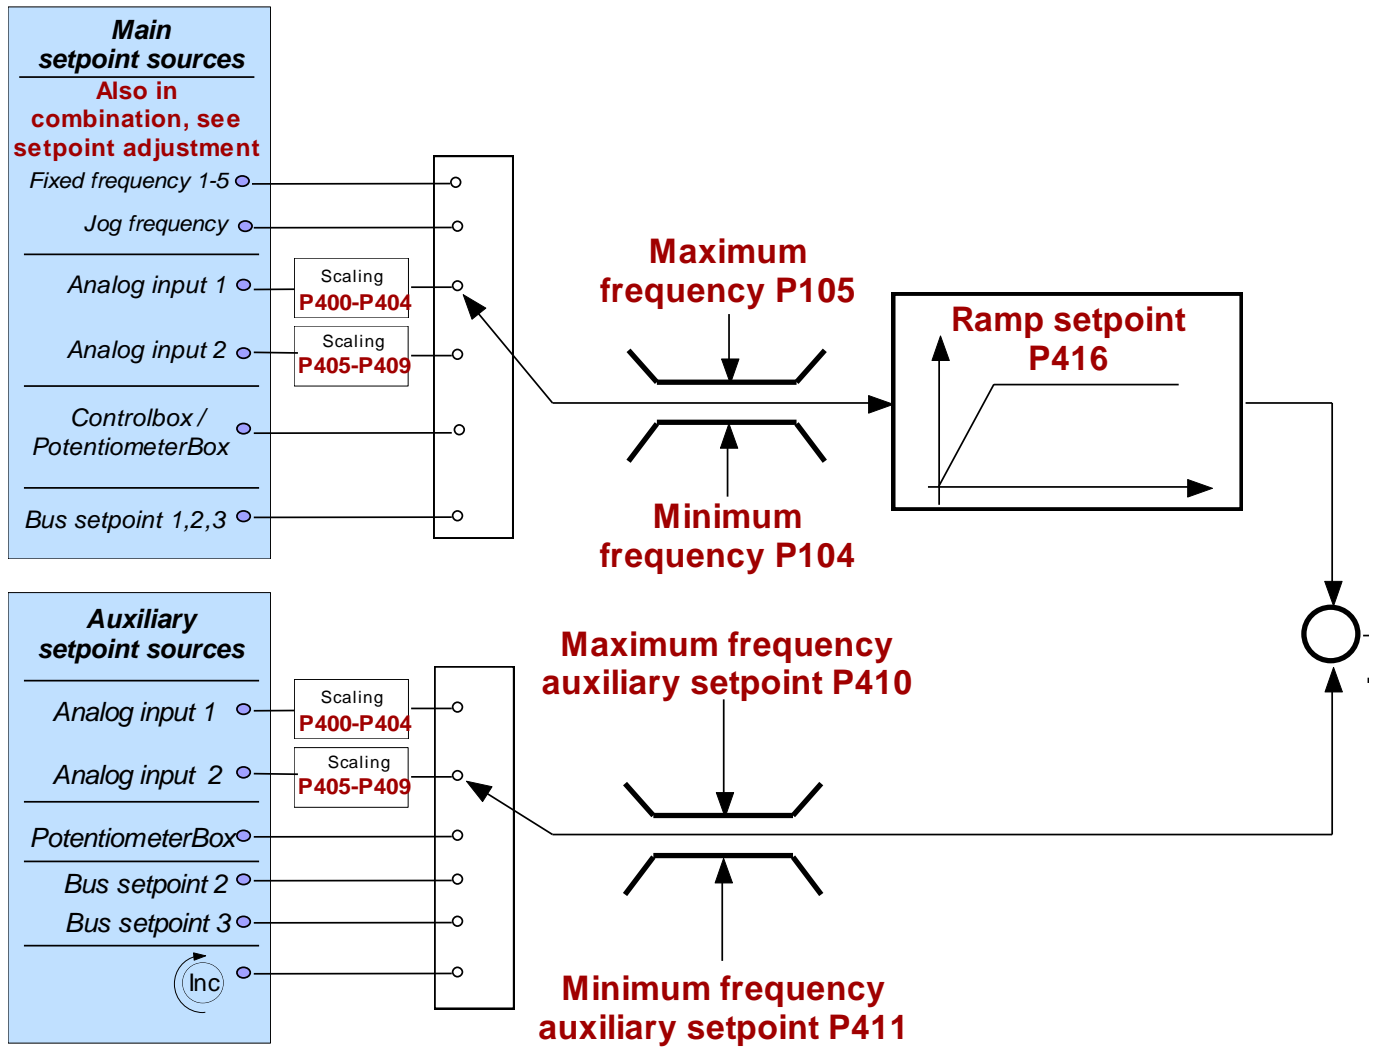 Main
setpoint sources
Also in
combination, see
setpoint adjustment
Fixed frequency 1-5
Jog frequency
Analog input 1
Scaling
P400-P404
Analog input 2
Scaling
P405-P409
Controlbox /
PotentiometerBox
Bus setpoint 1,2,3
Maximum
frequency P105
Minimum
frequency P104
Ramp setpoint
P416
Auxiliary
setpoint sources
Analog input 1
Scaling
P400-P404
Analog input 2
Scaling
P405-P409
PotentiometerBox
Bus setpoint 2
Bus setpoint 3
Inc
Maximum frequency
auxiliary setpoint P410
Minimum frequency
auxiliary setpoint P411